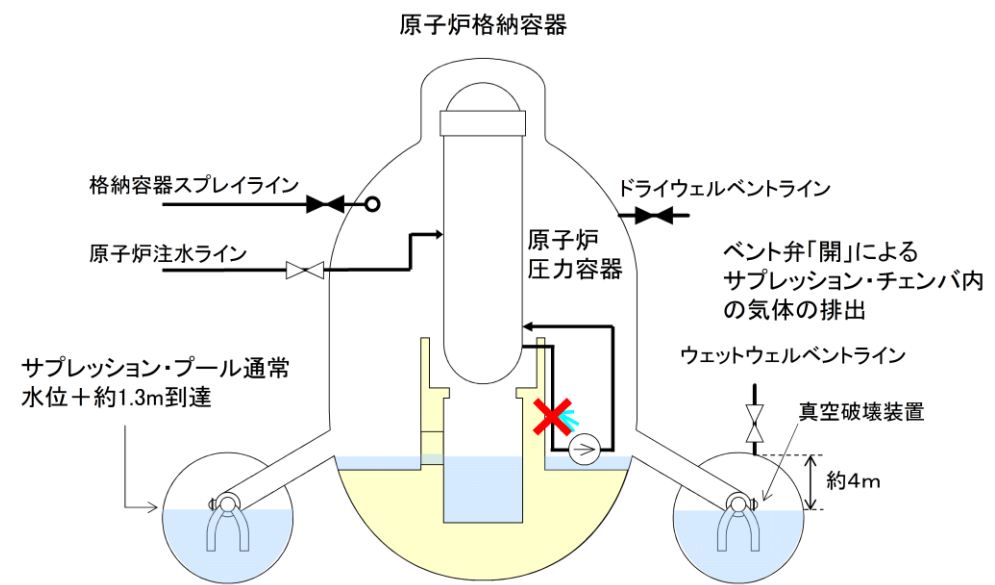 原子炉格納容器
格納容器スプレイライン
ドライウェルベントライン
原子炉注水ライン
原子炉
圧力容器
ベント弁「開」による
サプレッション・チェンバ内
の気体の排出
ウェットウェルベントライン
サプレッション・プール通常
水位＋約1.3m到達
真空破壊装置
約4m